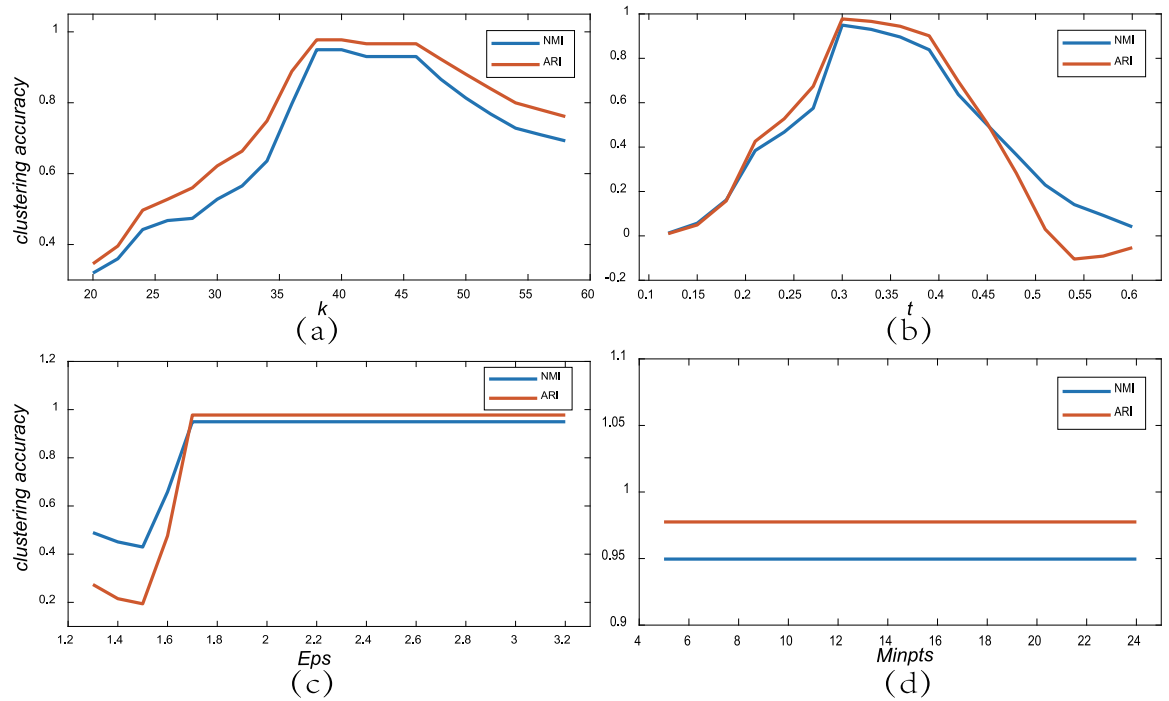 clustering accuracy
1
0.8
0.6
0.4
20 25 30 35 40 45 50 55 60
k
NMI
ARI
(a)
1
0.8
0.6
0.4
0.2
0
-0.2
0.1 0.15 0.2 0.25 0.3 0.35 0.4 0.45 0.5 0.55 0.6
t
NMI
ARI
(b)
clustering accuracy
1.2
1
0.8
0.6
0.4
0.2
1.2 1.4 1.6 1.8 2 2.2 2.4 2.6 2.8 3 3.2
Eps
NMI
ARI
(c)
1.1
1.05
1
0.95
0.9
4 6 8 10 12 14 16 18 20 22 24
Minpts
NMI
ARI
(d)